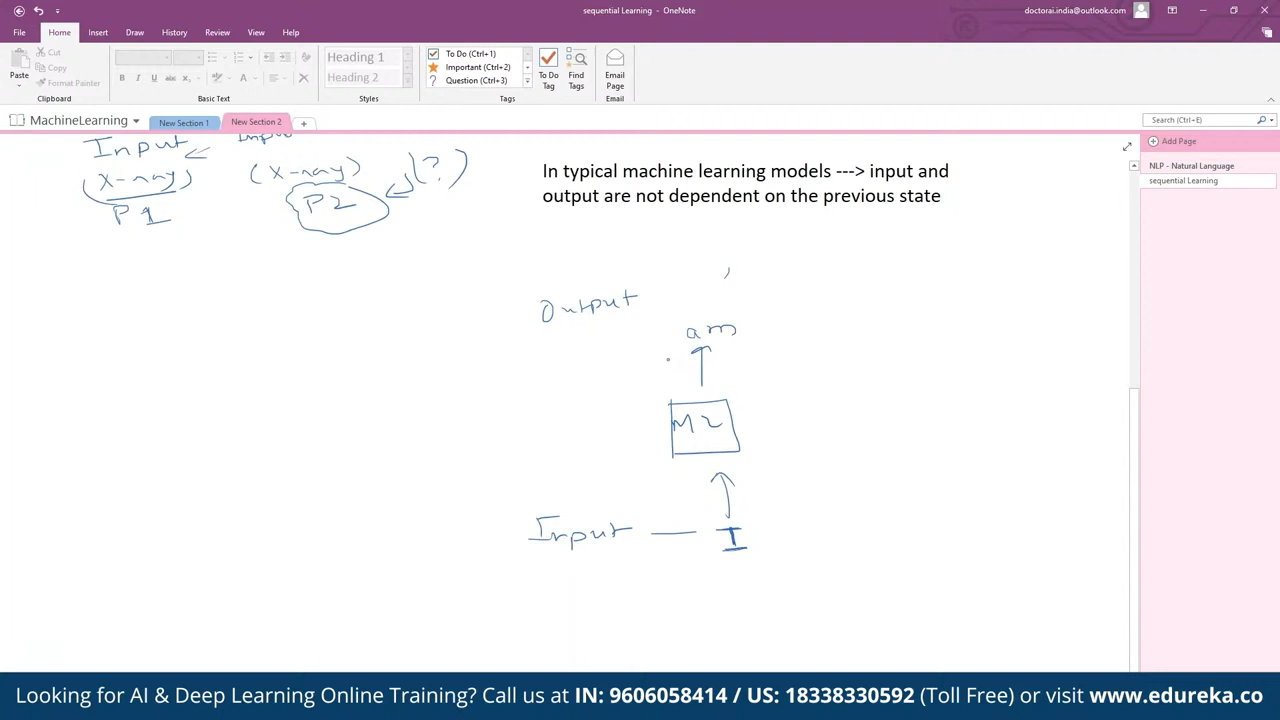 sequential Learning - OneNote
doctorai.india@outlook.com
File Home Insert Draw History Review View Help
Paste
Cut
Copy
Format Painter
Clipboard
B I U abc
Basic Text
Heading 1
Heading 2
Styles
To Do (Ctrl+1)
Important (Ctrl+2)
Question (Ctrl+3)
To Do Tag
Find Tags
Tags
Email Page
Email
MachineLearning
New Section 1
New Section 2
Search (Ctrl+E)
Add Page
NLP - Natural Language
sequential Learning
Input Input
(X-ray) (X-ray) (?)
P1 P2
In typical machine learning models ---> input and
output are not dependent on the previous state
Output
am
M2
Input — I
Looking for AI & Deep Learning Online Training? Call us at IN: 9606058414 / US: 18338330592 (Toll Free) or visit www.edureka.co